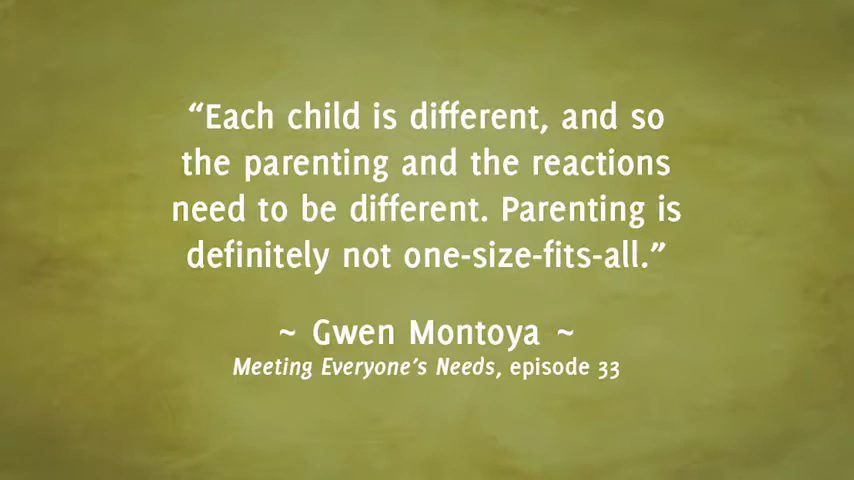 “Each child is different, and so
the parenting and the reactions
need to be different. Parenting is
definitely not one-size-fits-all.”
~ Gwen Montoya ~
Meeting Everyone’s Needs, episode 33